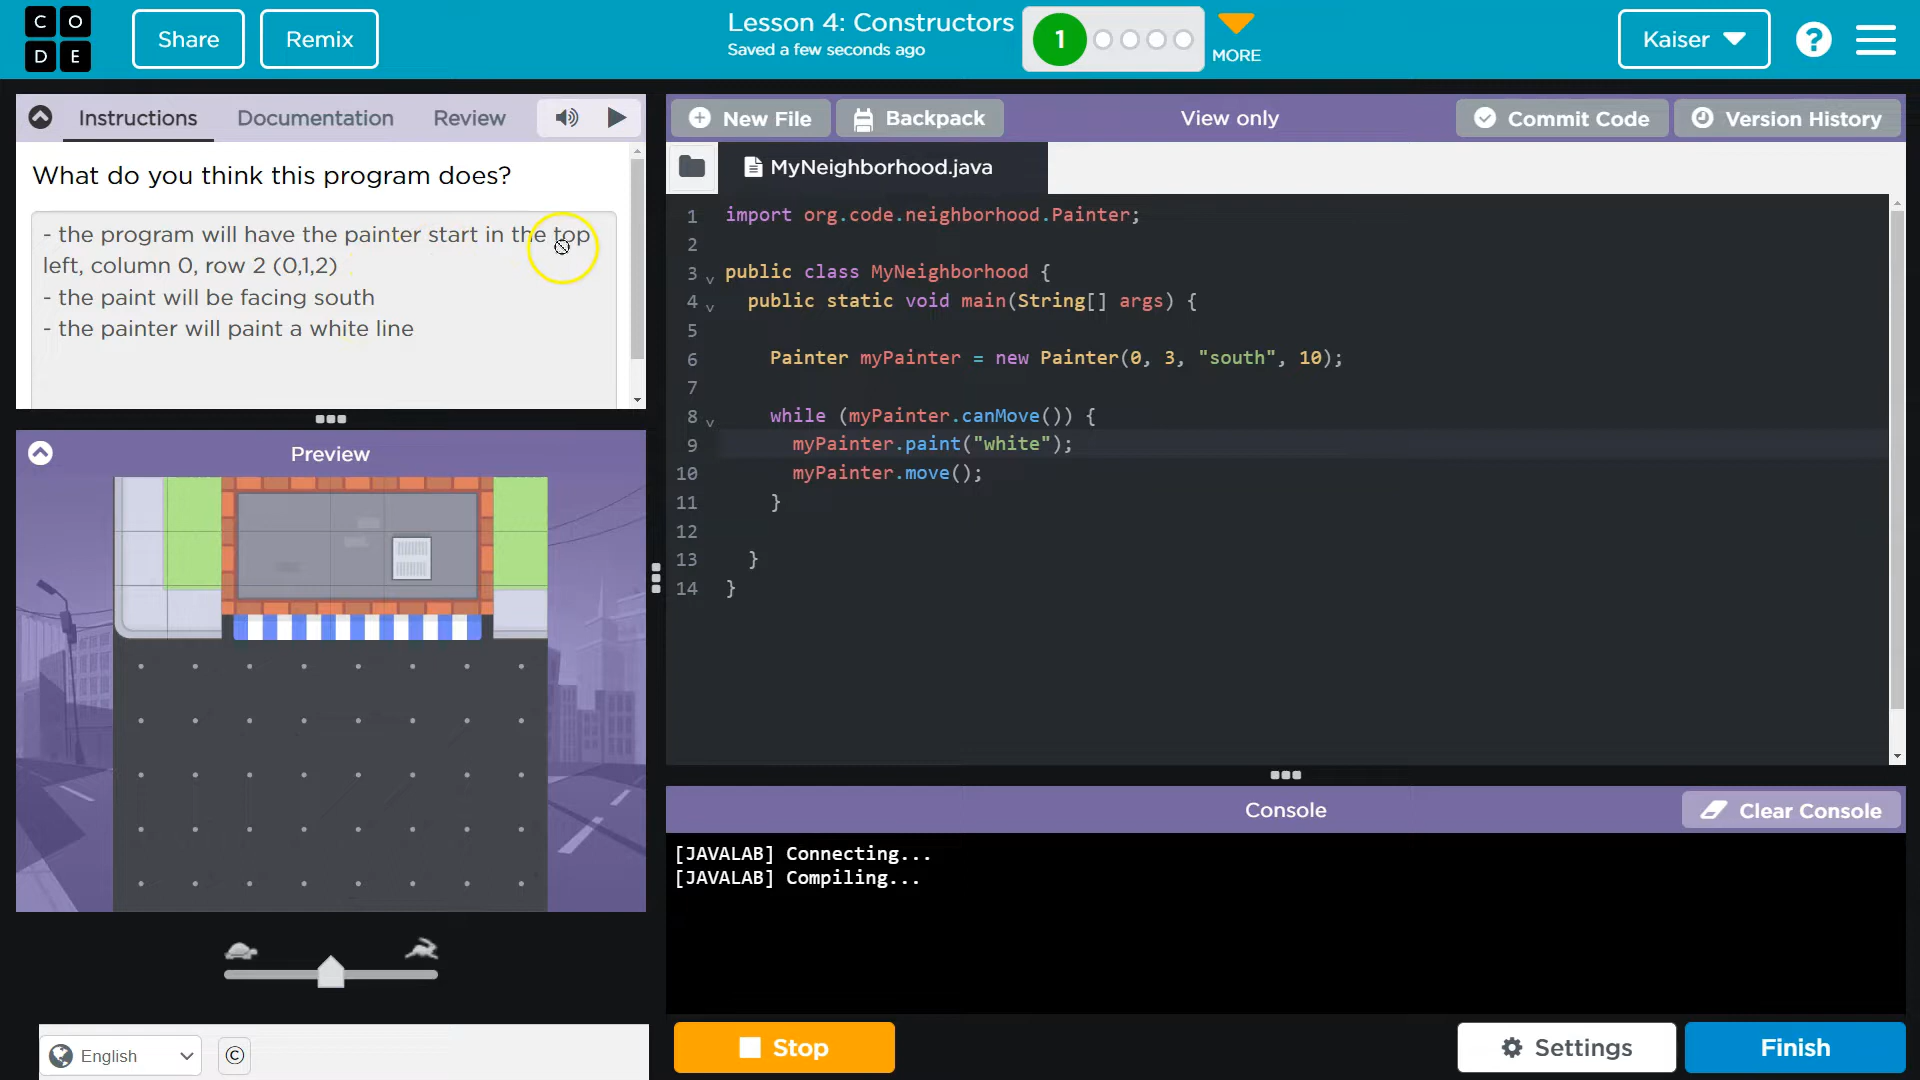 C O
D E
Share
Remix
Lesson 4: Constructors
Saved a few seconds ago
1
MORE
Kaiser
?
Instructions
Documentation
Review
New File
Backpack
View only
Commit Code
Version History
What do you think this program does?
- the program will have the painter start in the top
left, column 0, row 2 (0,1,2)
- the paint will be facing south
- the painter will paint a white line
MyNeighborhood.java
1 import org.code.neighborhood.Painter;
2
3 public class MyNeighborhood {
4 public static void main(String[] args) {
5
6 Painter myPainter = new Painter(0, 3, "south", 10);
7
8 while (myPainter.canMove()) {
9 myPainter.paint("white");
10 myPainter.move();
11 }
12
13 }
14 }
Preview
Console
Clear Console
[JAVALAB] Connecting...
[JAVALAB] Compiling...
English
©
Stop
Settings
Finish